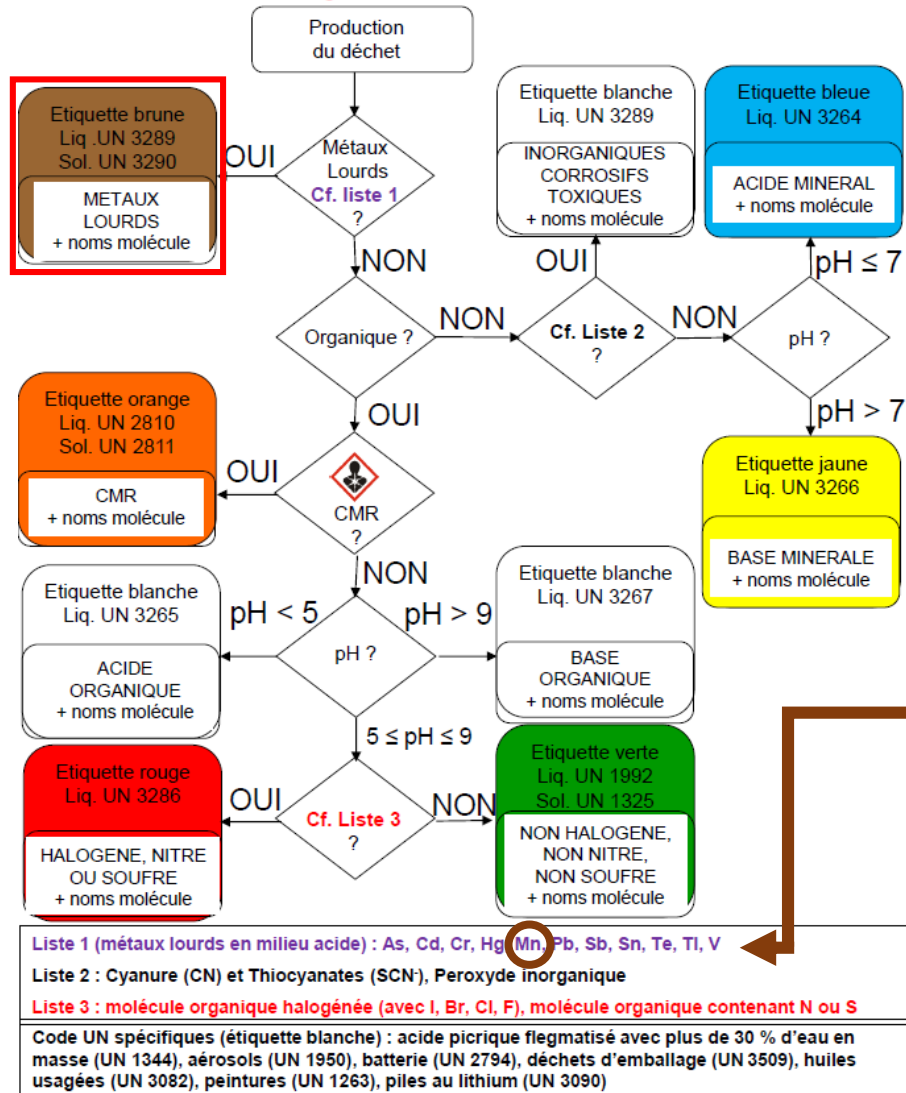 Production
du déchet
Etiquette brune
Liq .UN 3289
Sol. UN 3290
METAUX
LOURDS
+ noms molécule
OUI
Métaux
Lourds
Cf. liste 1
?
Etiquette blanche
Liq. UN 3289
INORGANIQUES
CORROSIFS
TOXIQUES
+ noms molécule
Etiquette bleue
Liq. UN 3264
ACIDE MINERAL
+ noms molécule
NON
OUI
pH ≤ 7
Organique ?
NON
Cf. Liste 2
?
NON
pH ?
Etiquette orange
Liq. UN 2810
Sol. UN 2811
CMR
+ noms molécule
OUI
OUI
CMR
?
pH > 7
Etiquette jaune
Liq. UN 3266
BASE MINERALE
+ noms molécule
NON
Etiquette blanche
Liq. UN 3265
ACIDE
ORGANIQUE
+ noms molécule
pH < 5
pH ?
pH > 9
Etiquette blanche
Liq. UN 3267
BASE
ORGANIQUE
+ noms molécule
5 ≤ pH ≤ 9
Etiquette rouge
Liq. UN 3286
HALOGENE, NITRE
OU SOUFRE
+ noms molécule
OUI
Cf. Liste 3
?
NON
Etiquette verte
Liq. UN 1992
Sol. UN 1325
NON HALOGENE,
NON NITRE,
NON SOUFRE
+ noms molécule
Liste 1 (métaux lourds en milieu acide) : As, Cd, Cr, Hg, Mn, Pb, Sb, Sn, Te, Tl, V
Liste 2 : Cyanure (CN) et Thiocyanates (SCN-), Peroxyde inorganique
Liste 3 : molécule organique halogénée (avec I, Br, Cl, F), molécule organique contenant N ou S
Code UN spécifiques (étiquette blanche) : acide picrique flegmatisé avec plus de 30 % d'eau en
masse (UN 1344), aérosols (UN 1950), batterie (UN 2794), déchets d'emballage (UN 3509), huiles
usagées (UN 3082), peintures (UN 1263), piles au lithium (UN 3090)